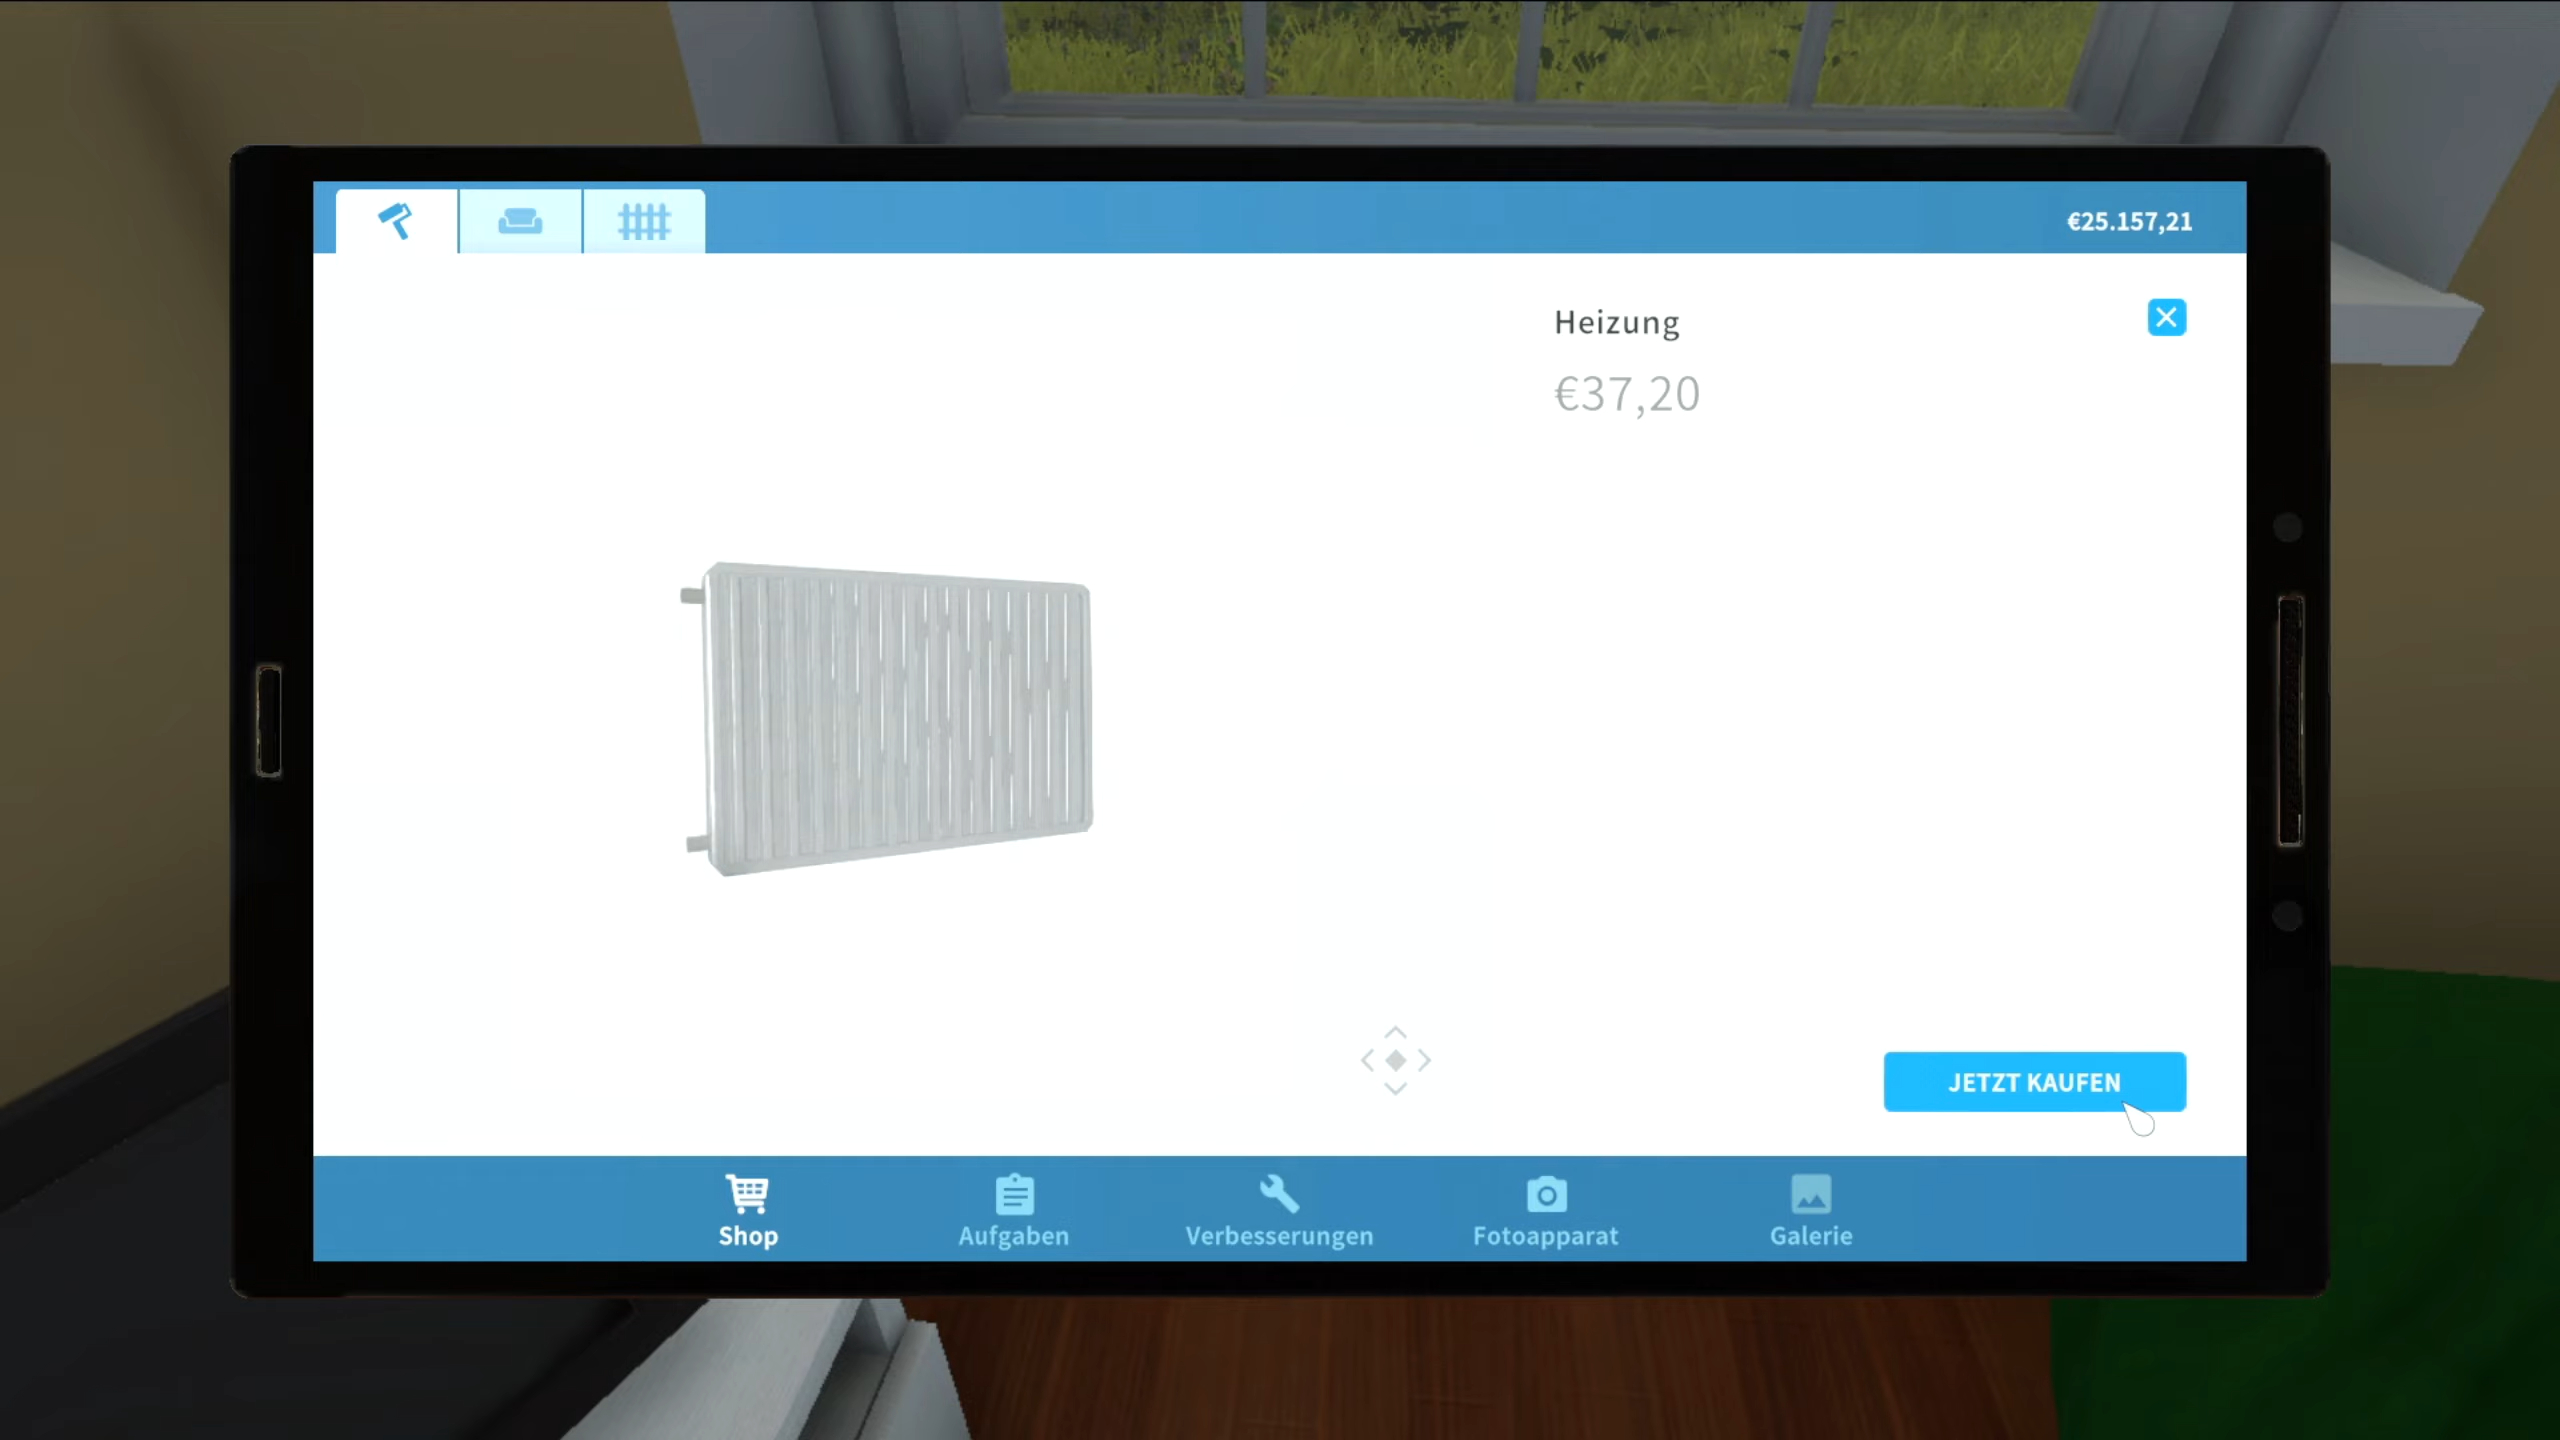 €25.157,21
Heizung
€37,20
JETZT KAUFEN
Shop
Aufgaben
Verbesserungen
Fotoapparat
Galerie